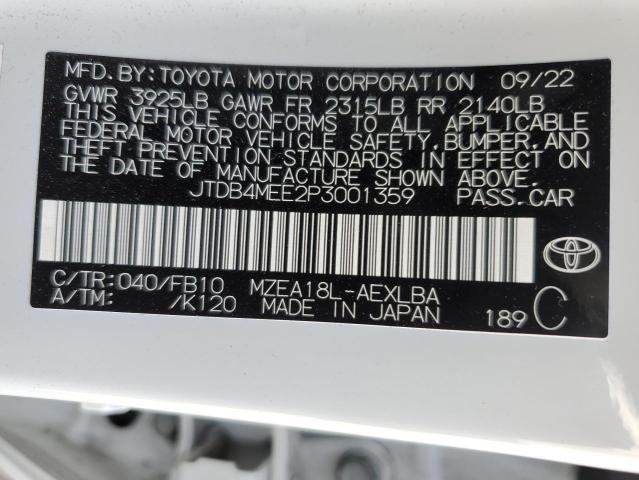 MFD. BY: TOYOTA MOTOR CORPORATION 09/22
GVWR 3925LB GAWR FR 2315LB RR 2140LB
THIS VEHICLE CONFORMS TO ALL APPLICABLE
FEDERAL MOTOR VEHICLE SAFETY, BUMPER, AND
THEFT PREVENTION STANDARDS IN EFFECT ON
THE DATE OF MANUFACTURE SHOWN ABOVE.
JTDB4MEE2P3001359 PASS.CAR
C/TR: 040/FB10 MZEA18L-AEXLBA
A/TM: /K120 MADE IN JAPAN 189 C